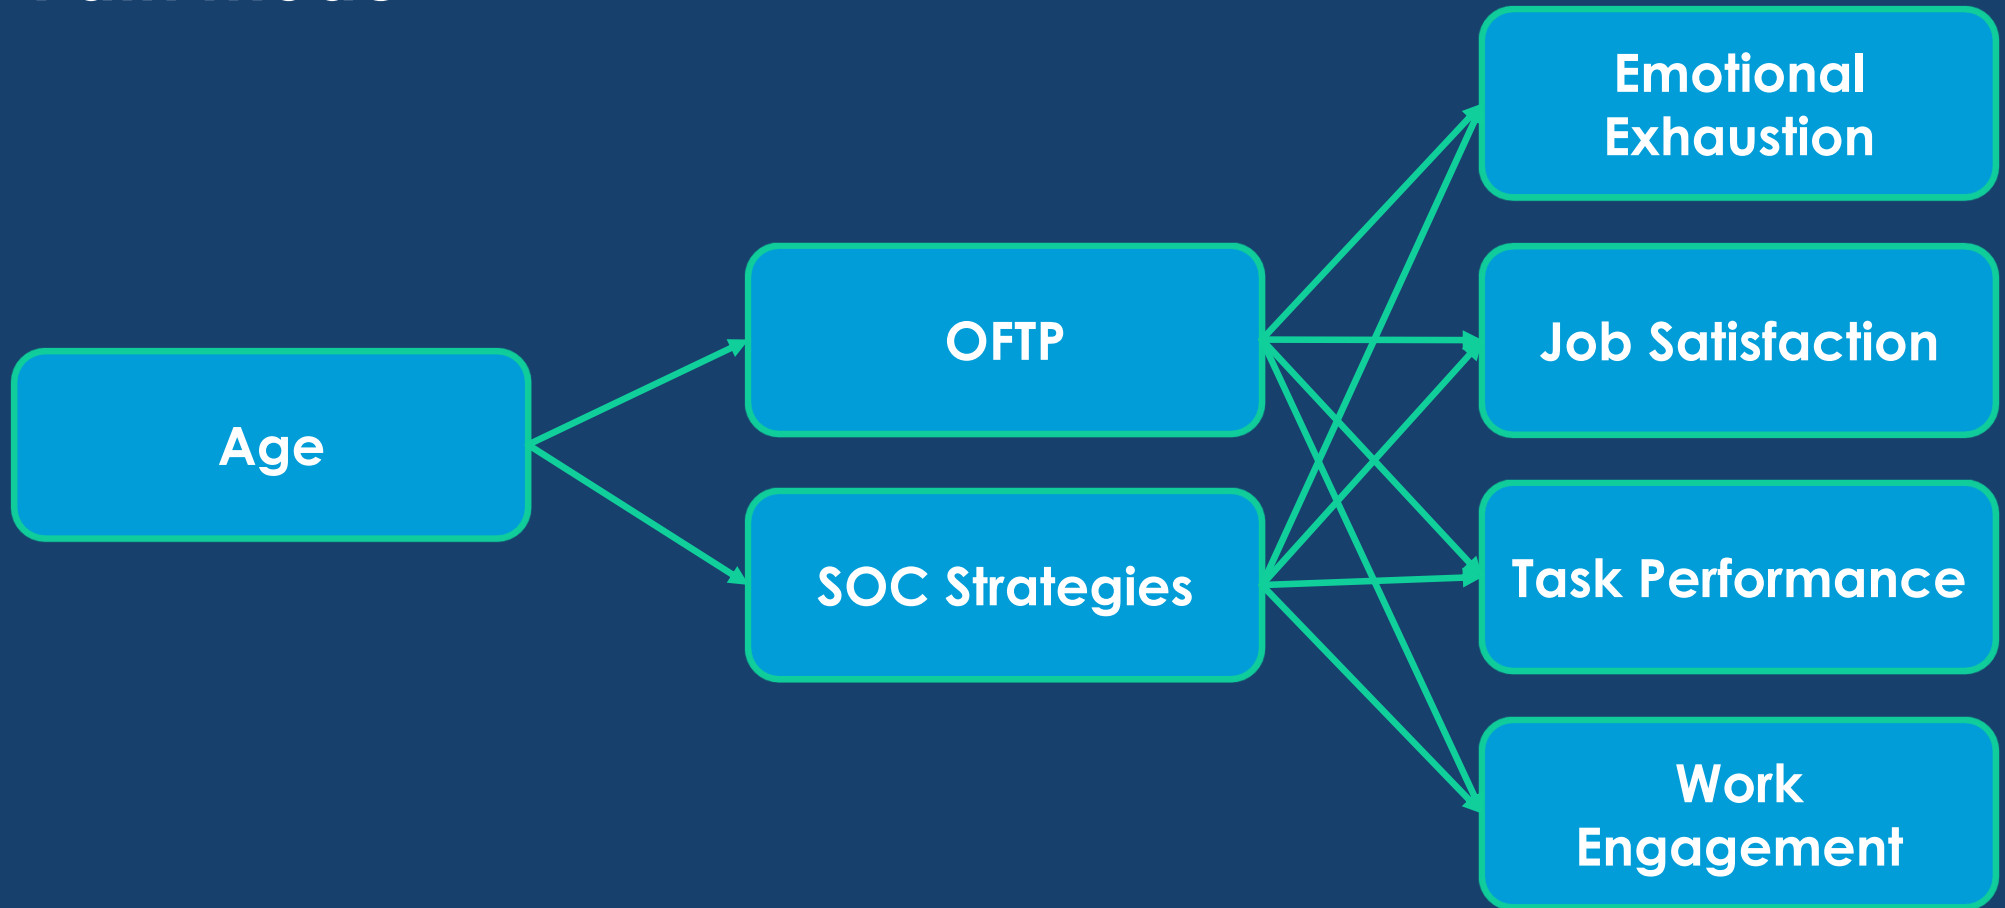 Age
OFTP
SOC Strategies
Emotional
Exhaustion
Job Satisfaction
Task Performance
Work
Engagement